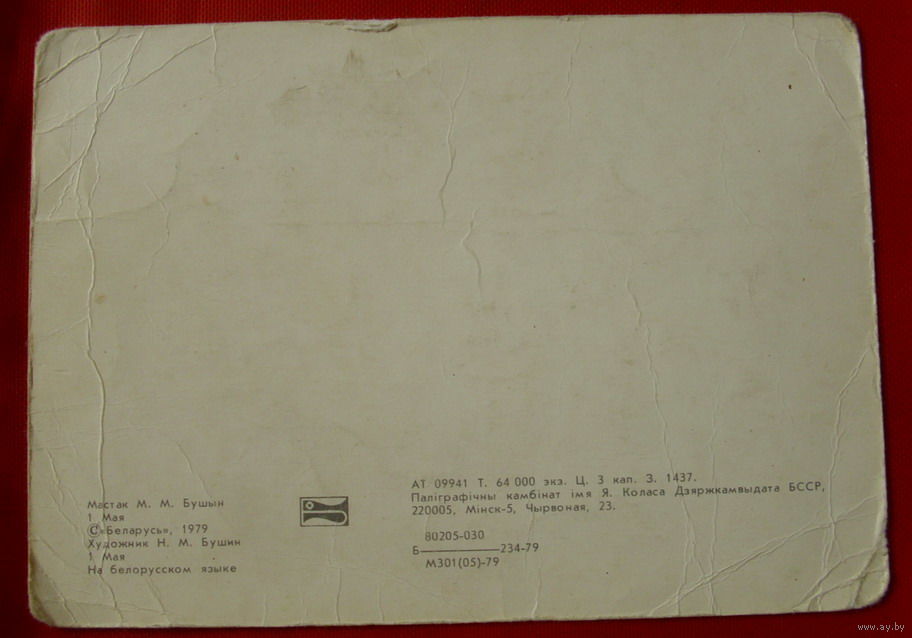 Мастак М. М. Бушын
1 Мая
©«Беларусь», 1979
Художник Н. М. Бушин
1 Мая
На белорусском языке
АТ 09941 Т. 64 000 экз. Ц. 3 кап. З. 1437.
Паліграфічны камбінат імя Я. Коласа Дзяржкамвыдата БССР,
220005, Мінск-5, Чырвоная, 23.
80205-030
Б————234-79
М301(05)-79
www.ay.by